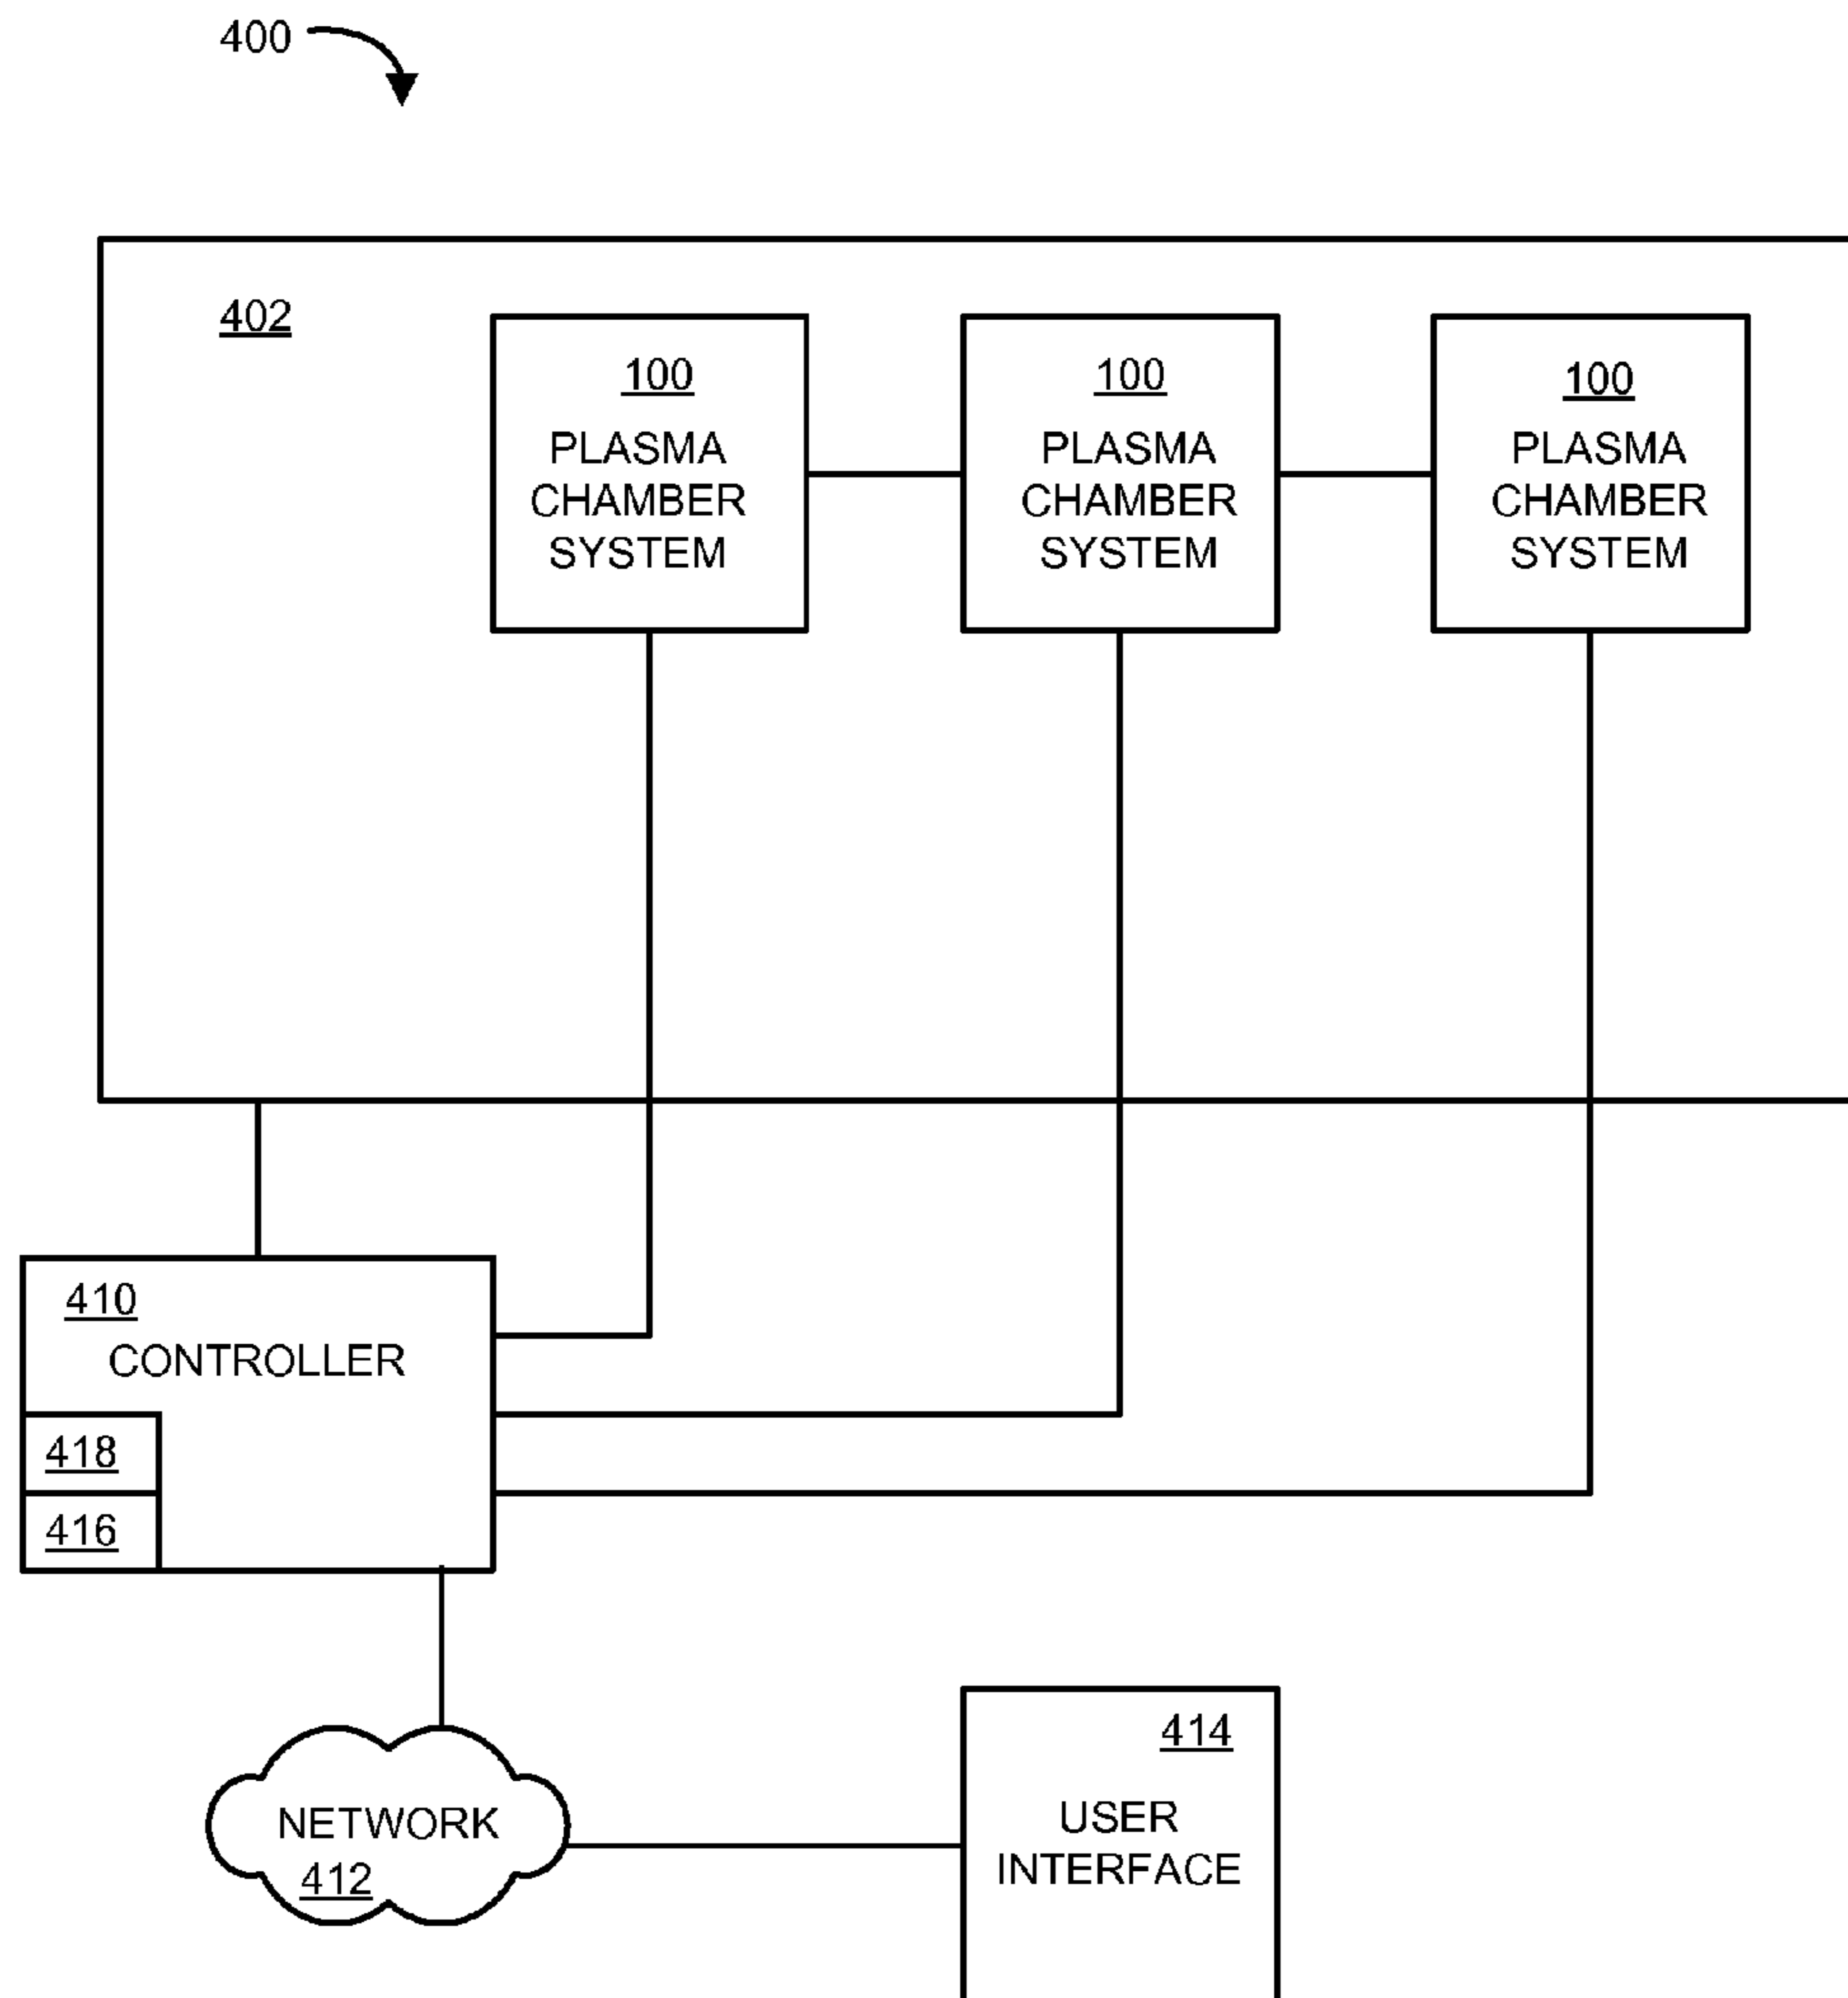 400
402
100
PLASMA
CHAMBER
SYSTEM
100
PLASMA
CHAMBER
SYSTEM
100
PLASMA
CHAMBER
SYSTEM
410
CONTROLLER
418
416
NETWORK
412
414
USER
INTERFACE